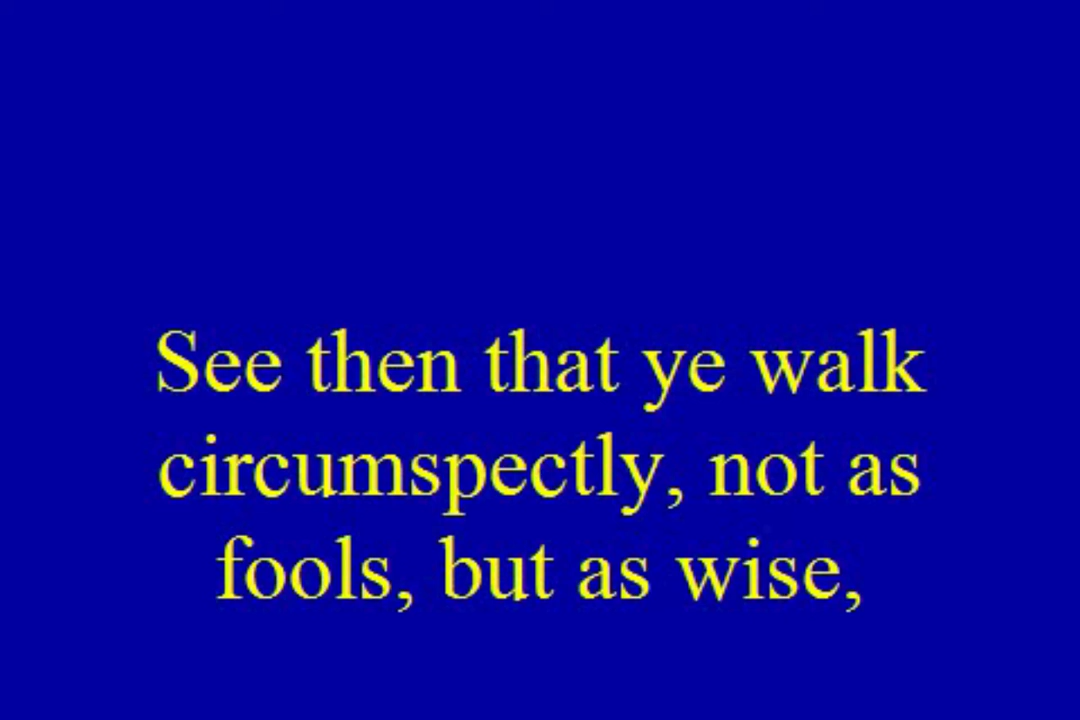 See then that ye walk
circumspectly, not as
fools, but as wise,